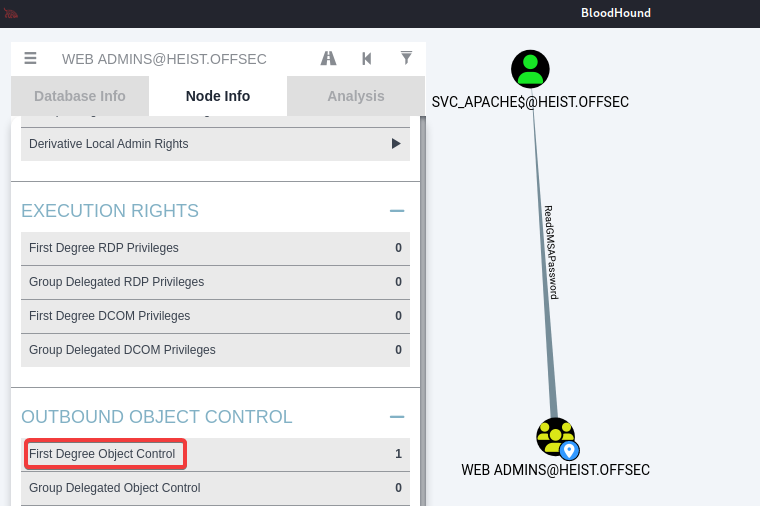 BloodHound
WEB ADMINS@HEIST.OFFSEC
Database Info
Node Info
Analysis
Derivative Local Admin Rights
EXECUTION RIGHTS
First Degree RDP Privileges 0
Group Delegated RDP Privileges 0
First Degree DCOM Privileges 0
Group Delegated DCOM Privileges 0
OUTBOUND OBJECT CONTROL
First Degree Object Control 1
Group Delegated Object Control 0
SVC_APACHE$@HEIST.OFFSEC
ReadGMSAPassword
WEB ADMINS@HEIST.OFFSEC